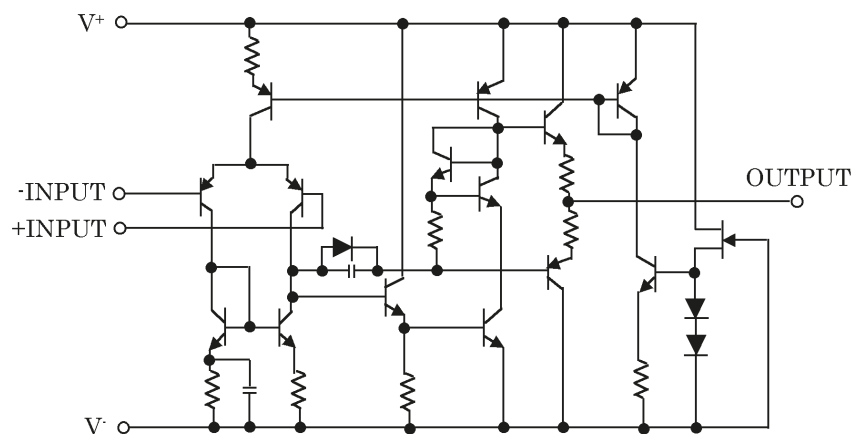 V+
-INPUT
+INPUT
OUTPUT
V-